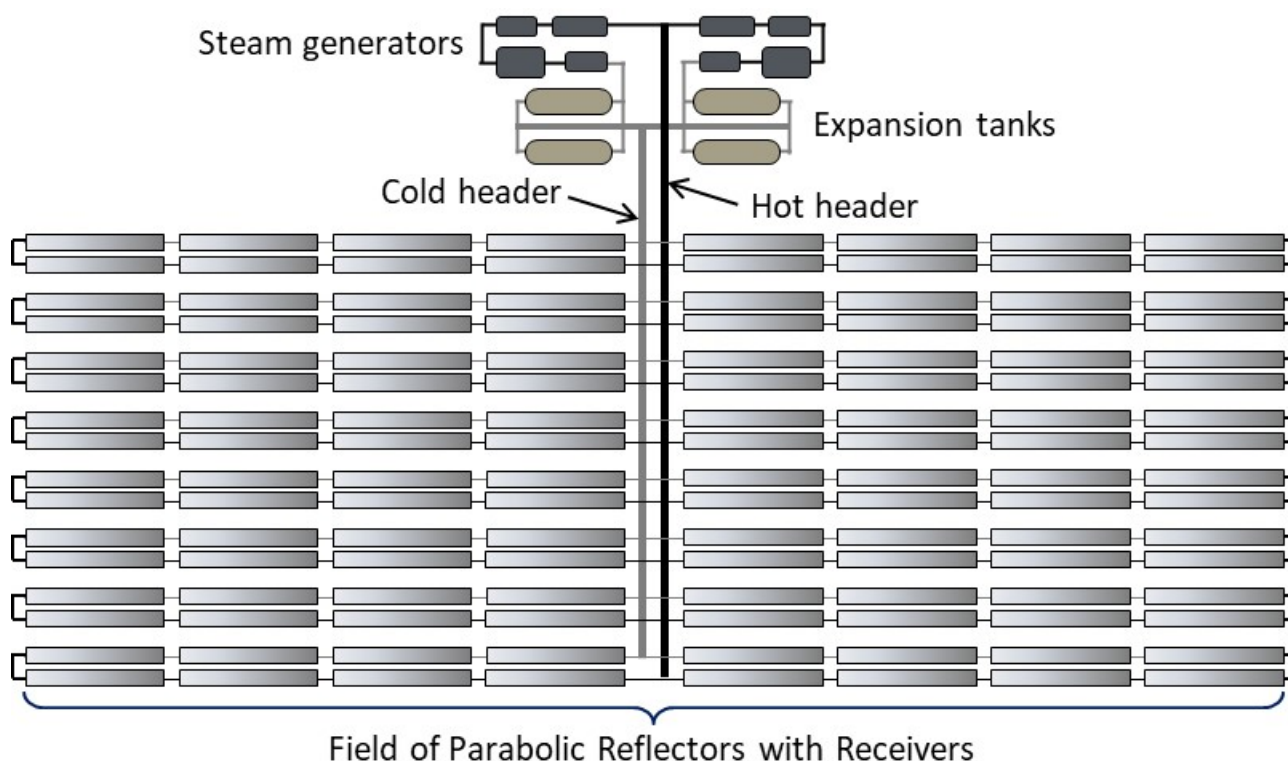 Steam generators
Expansion tanks
Cold header
Hot header
Field of Parabolic Reflectors with Receivers